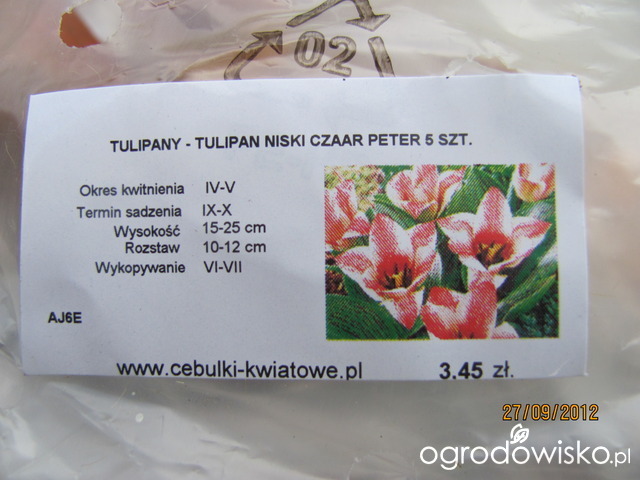 02
TULIPANY - TULIPAN NISKI CZAAR PETER 5 SZT.
Okres kwitnienia IV-V
Termin sadzenia IX-X
Wysokość 15-25 cm
Rozstaw 10-12 cm
Wykopywanie VI-VII
AJ6E
www.cebulki-kwiatowe.pl 3,45 zł.
27/09/2012
ogrodowisko.pl